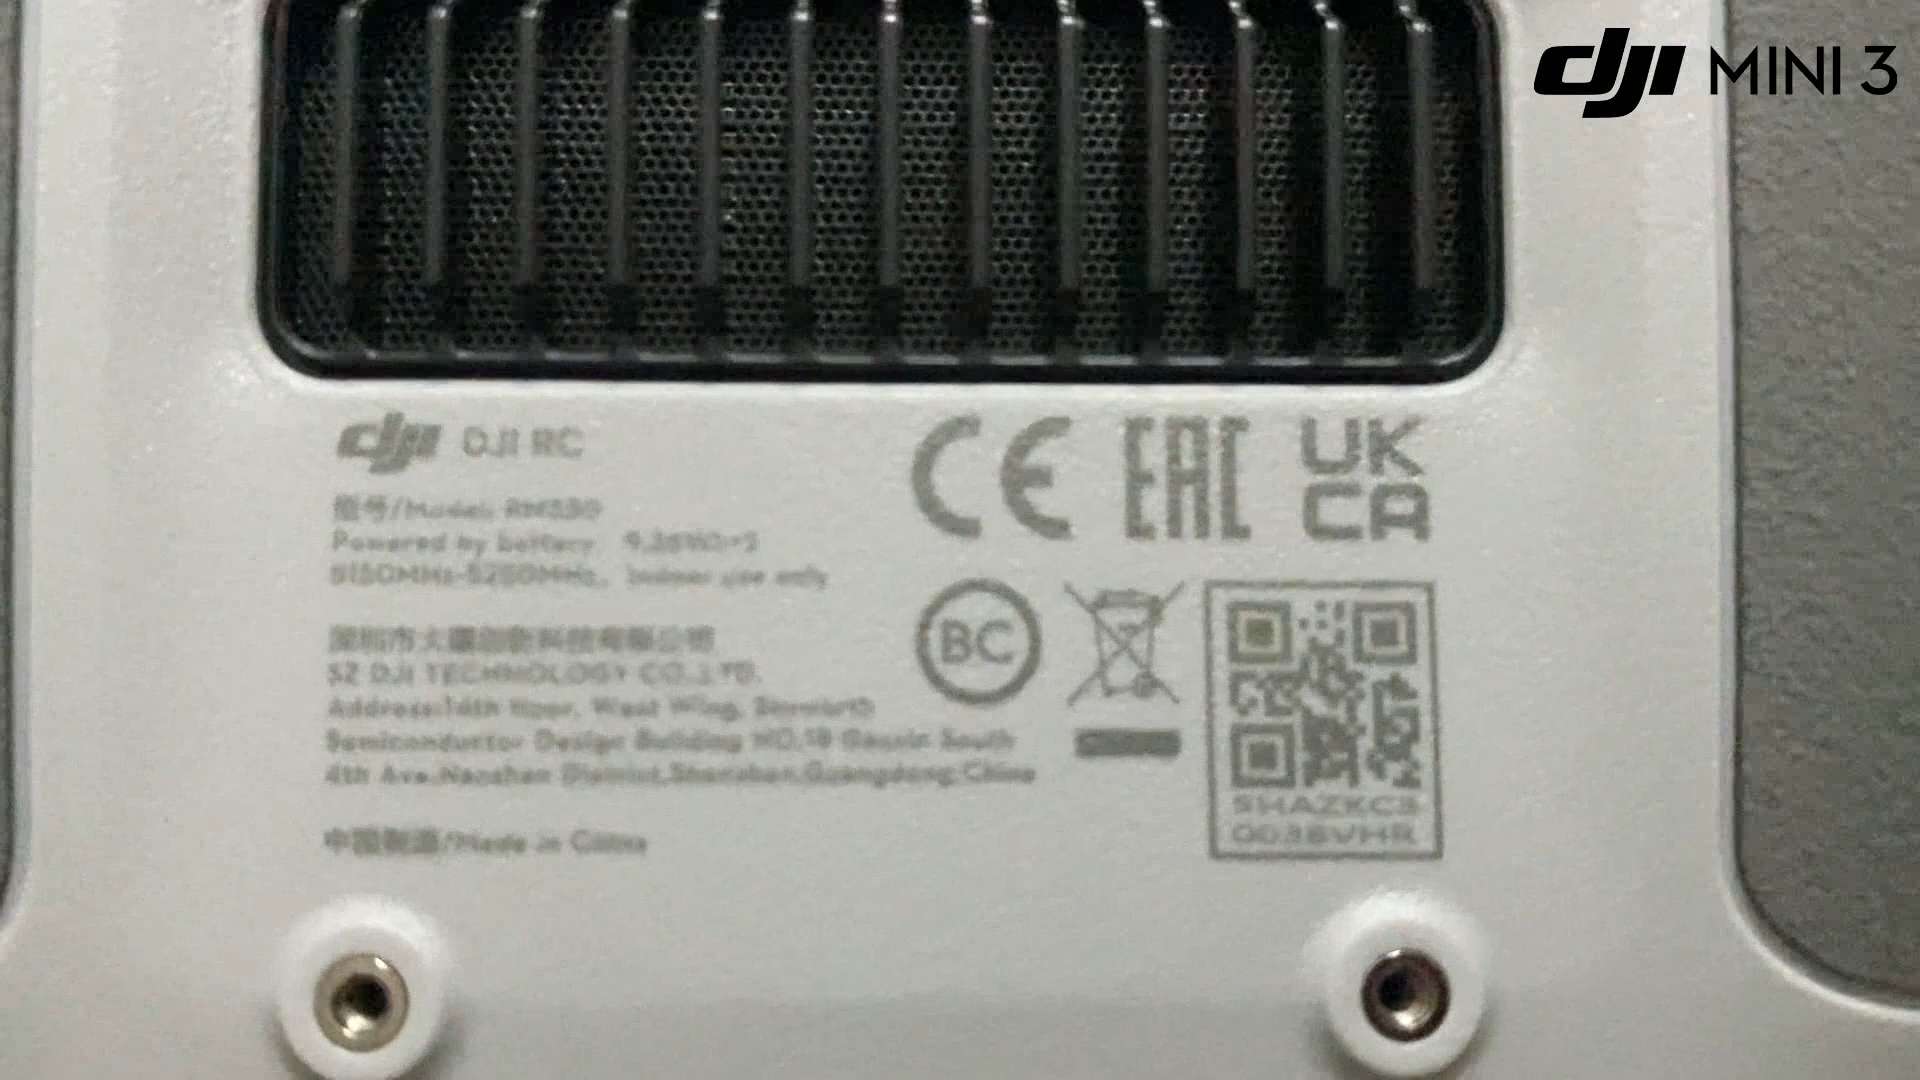 dji MINI 3
dji DJI RC
型号/Model: RM330
Powered by battery
5150MHz-5250MHz, Indoor use only
深圳市大疆创新科技有限公司
SZ DJI TECHNOLOGY CO.,LTD.
Address:14th floor, West Wing, Skyworth
Semiconductor Design Building NO.18 Gaoxin South
4th Ave,Nanshan District,Shenzhen,Guangdong,China
中国制造/Made in China
CE EAC UK
CA
BC
5HAZKC3